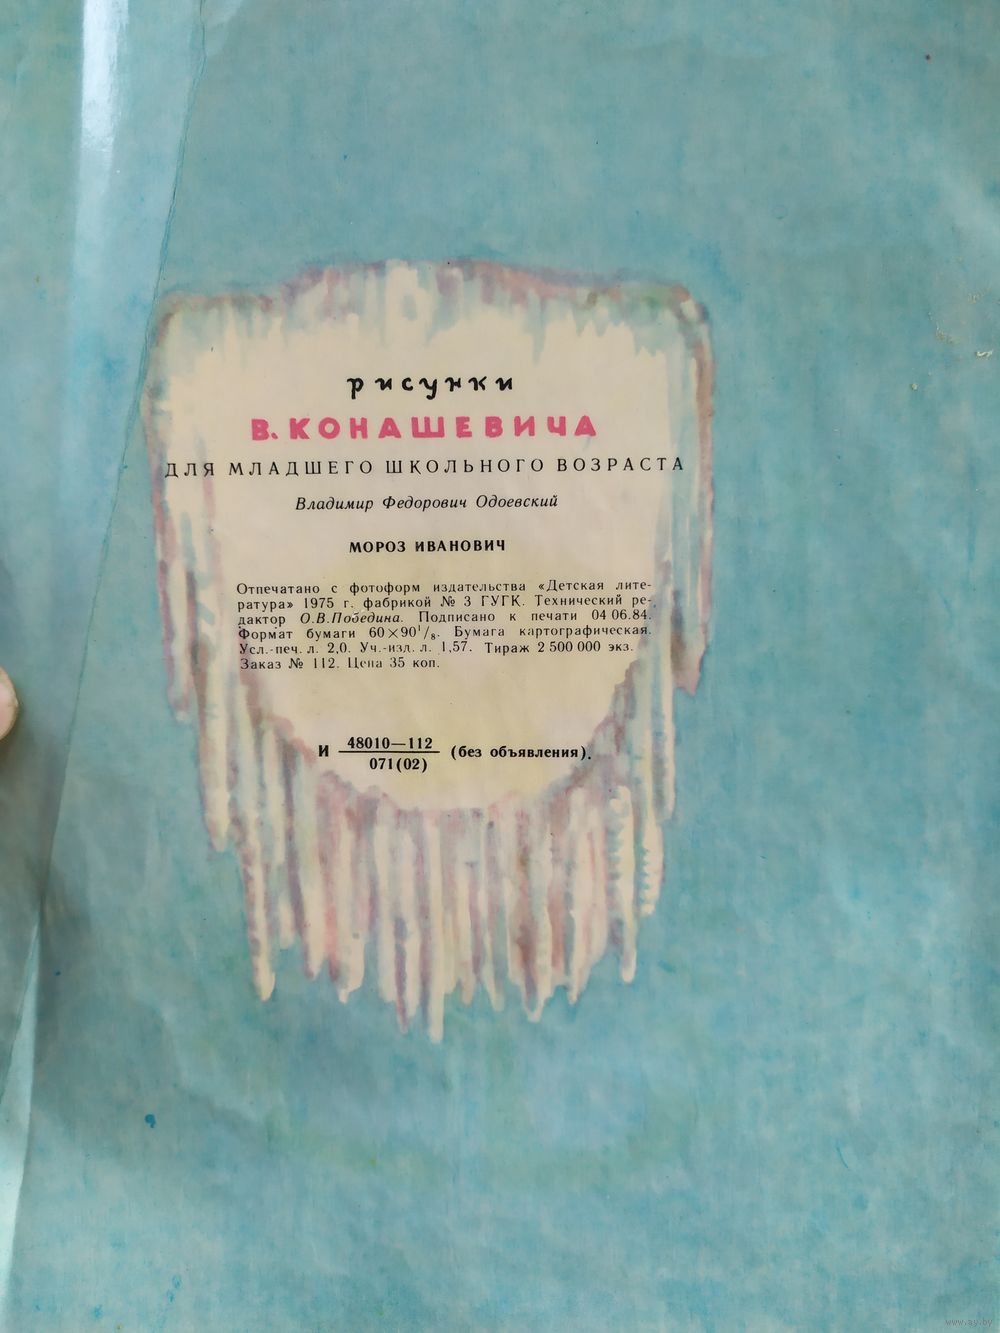 рисунки
В. КОНАШЕВИЧА
ДЛЯ МЛАДШЕГО ШКОЛЬНОГО ВОЗРАСТА
Владимир Федорович Одоевский
МОРОЗ ИВАНОВИЧ
Отпечатано с фотоформ издательства «Детская лите-
ратура» 1975 г. фабрикой № 3 ГУГК. Технический ре-
дактор О.В.Победина. Подписано к печати 04 06.84.
Формат бумаги 60×90¹/₈. Бумага картографическая.
Усл.-печ. л. 2,0. Уч.-изд. л. 1,57. Тираж 2 500 000 экз.
Заказ № 112. Цена 35 коп.
И 48010—112 (без объявления).
071(02)
www.ay.by